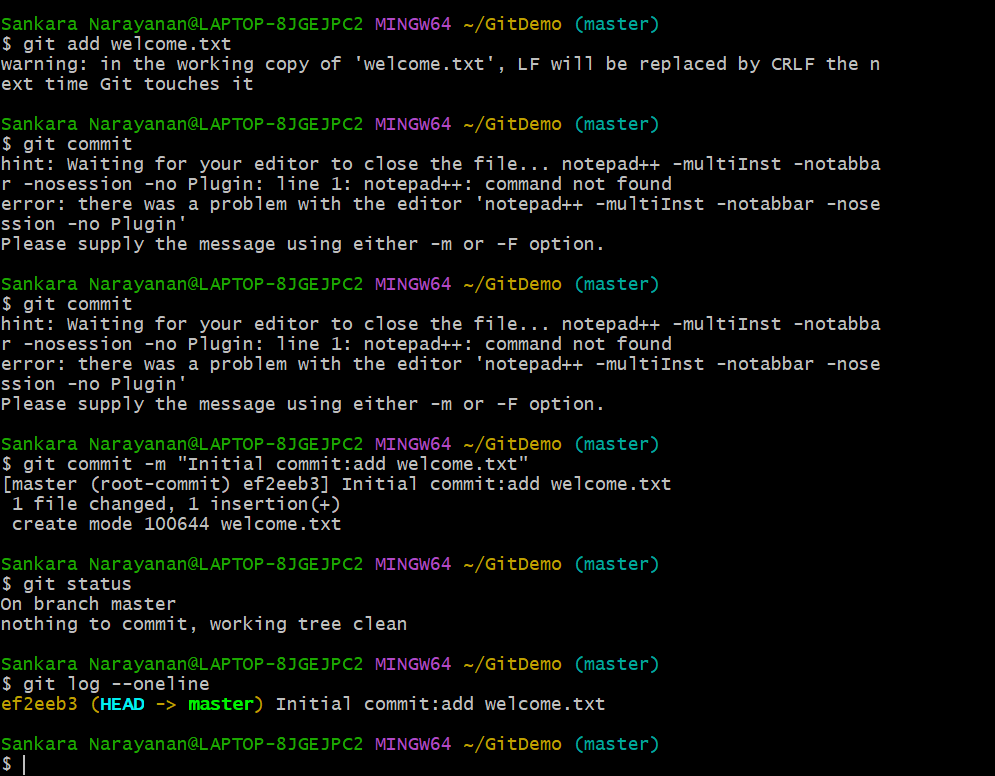 Sankara Narayanan@LAPTOP-8JGEJPC2 MINGW64 ~/GitDemo (master)
$ git add welcome.txt
warning: in the working copy of 'welcome.txt', LF will be replaced by CRLF the n
ext time Git touches it
Sankara Narayanan@LAPTOP-8JGEJPC2 MINGW64 ~/GitDemo (master)
$ git commit
hint: Waiting for your editor to close the file... notepad++ -multiInst -notabba
r -nosession -no Plugin: line 1: notepad++: command not found
error: there was a problem with the editor 'notepad++ -multiInst -notabbar -nose
ssion -no Plugin'
Please supply the message using either -m or -F option.
Sankara Narayanan@LAPTOP-8JGEJPC2 MINGW64 ~/GitDemo (master)
$ git commit
hint: Waiting for your editor to close the file... notepad++ -multiInst -notabba
r -nosession -no Plugin: line 1: notepad++: command not found
error: there was a problem with the editor 'notepad++ -multiInst -notabbar -nose
ssion -no Plugin'
Please supply the message using either -m or -F option.
Sankara Narayanan@LAPTOP-8JGEJPC2 MINGW64 ~/GitDemo (master)
$ git commit -m "Initial commit:add welcome.txt"
[master (root-commit) ef2eeb3] Initial commit:add welcome.txt
 1 file changed, 1 insertion(+)
 create mode 100644 welcome.txt
Sankara Narayanan@LAPTOP-8JGEJPC2 MINGW64 ~/GitDemo (master)
$ git status
On branch master
nothing to commit, working tree clean
Sankara Narayanan@LAPTOP-8JGEJPC2 MINGW64 ~/GitDemo (master)
$ git log --oneline
ef2eeb3 (HEAD -> master) Initial commit:add welcome.txt
Sankara Narayanan@LAPTOP-8JGEJPC2 MINGW64 ~/GitDemo (master)
$